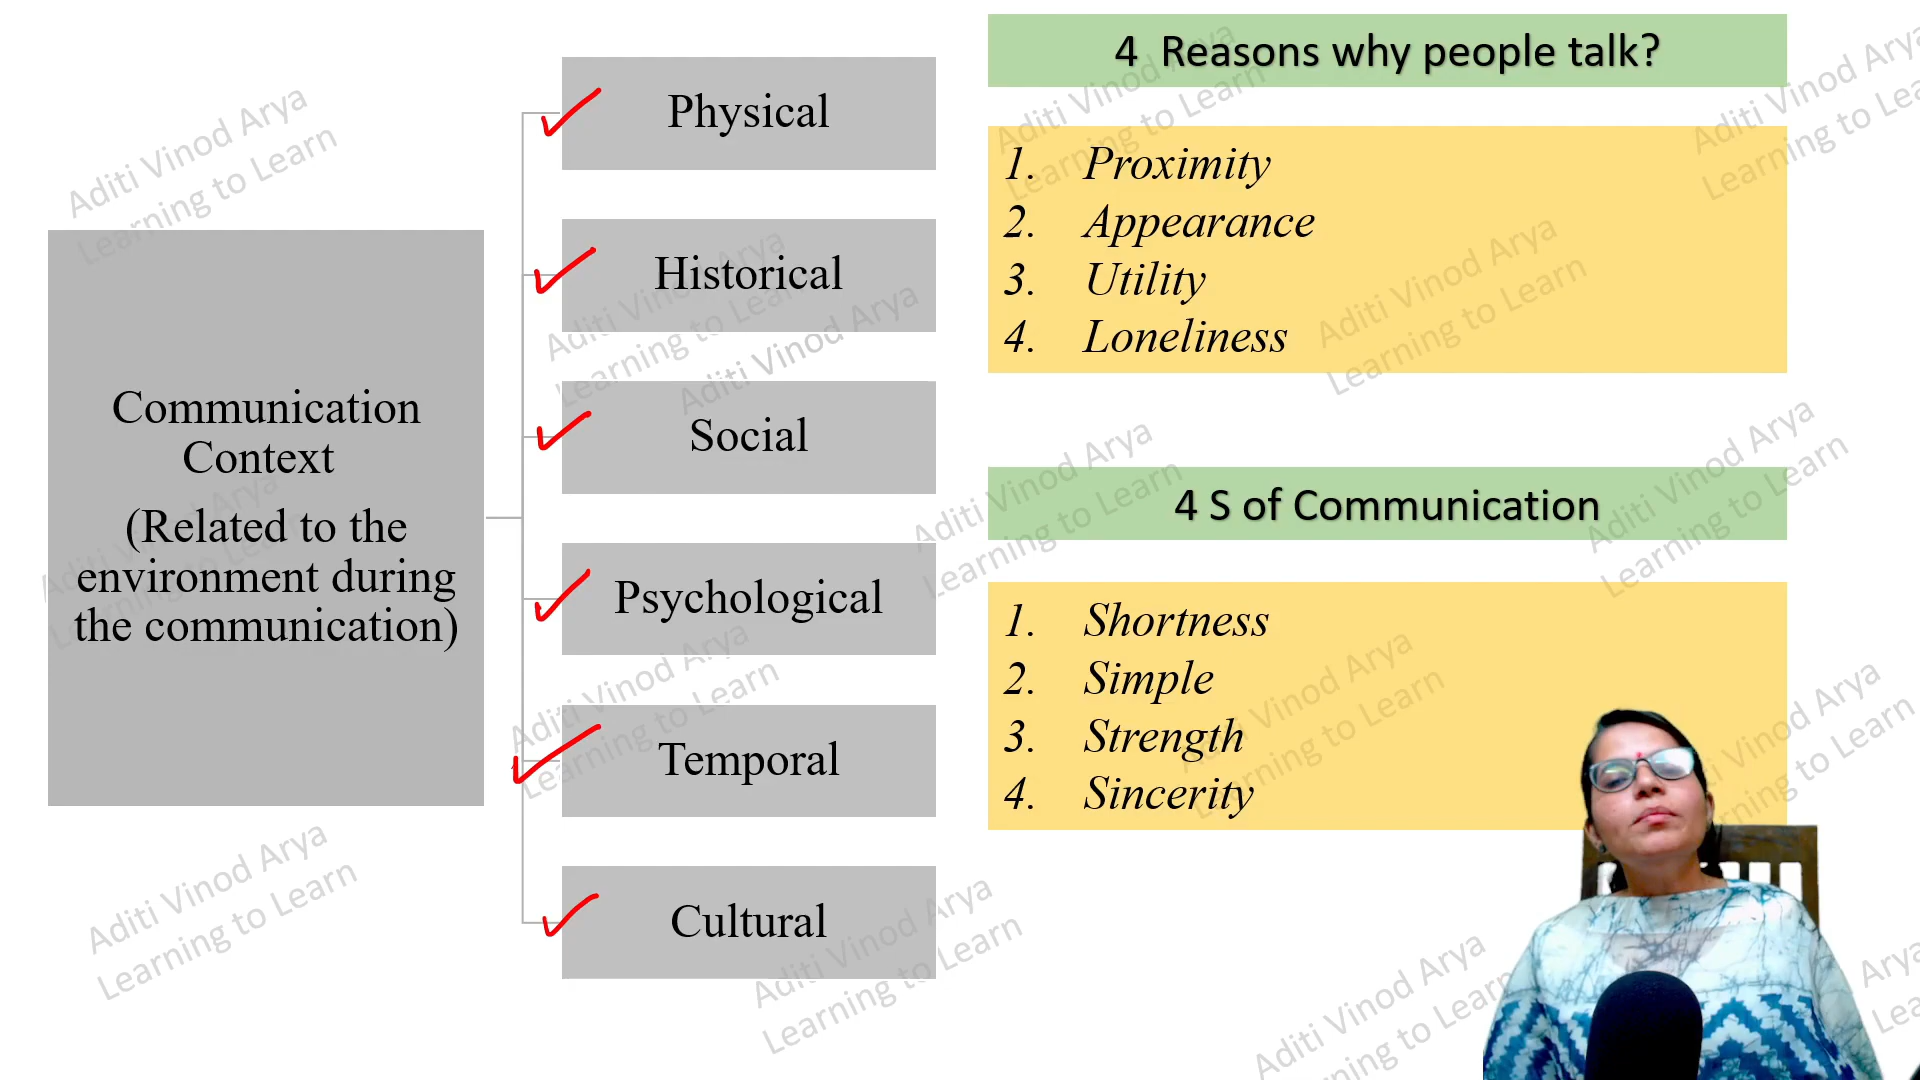 Communication
Context
(Related to the
environment during
the communication)
Physical
Historical
Social
Psychological
Temporal
Cultural
4 Reasons why people talk?
1. Proximity
2. Appearance
3. Utility
4. Loneliness
4 S of Communication
1. Shortness
2. Simple
3. Strength
4. Sincerity
Aditi Vinod Arya
Learning to Learn